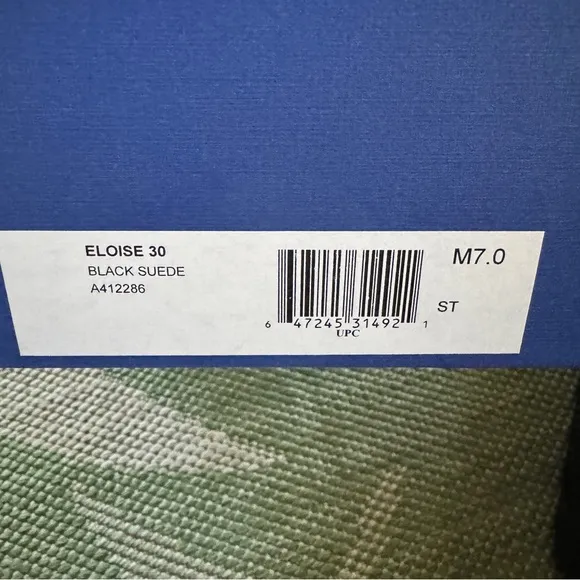 ELOISE 30
BLACK SUEDE
A412286
6 47245 31492 1
UPC
M7.0
ST